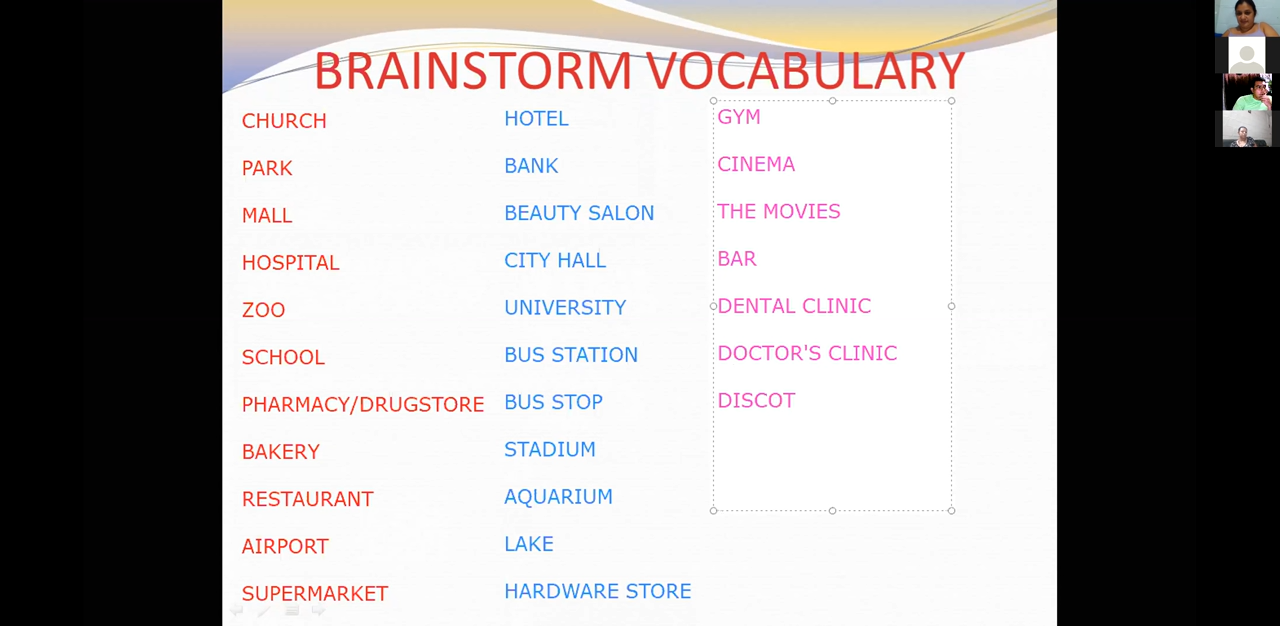 BRAINSTORM VOCABULARY
CHURCH
PARK
MALL
HOSPITAL
ZOO
SCHOOL
PHARMACY/DRUGSTORE
BAKERY
RESTAURANT
AIRPORT
SUPERMARKET
HOTEL
BANK
BEAUTY SALON
CITY HALL
UNIVERSITY
BUS STATION
BUS STOP
STADIUM
AQUARIUM
LAKE
HARDWARE STORE
GYM
CINEMA
THE MOVIES
BAR
DENTAL CLINIC
DOCTOR'S CLINIC
DISCOT